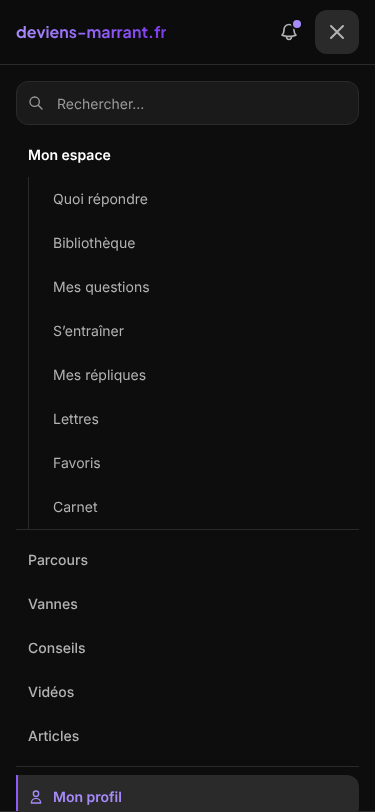 deviens-marrant.fr
Rechercher...
Mon espace
Quoi répondre
Bibliothèque
Mes questions
S'entraîner
Mes répliques
Lettres
Favoris
Carnet
Parcours
Vannes
Conseils
Vidéos
Articles
Mon profil